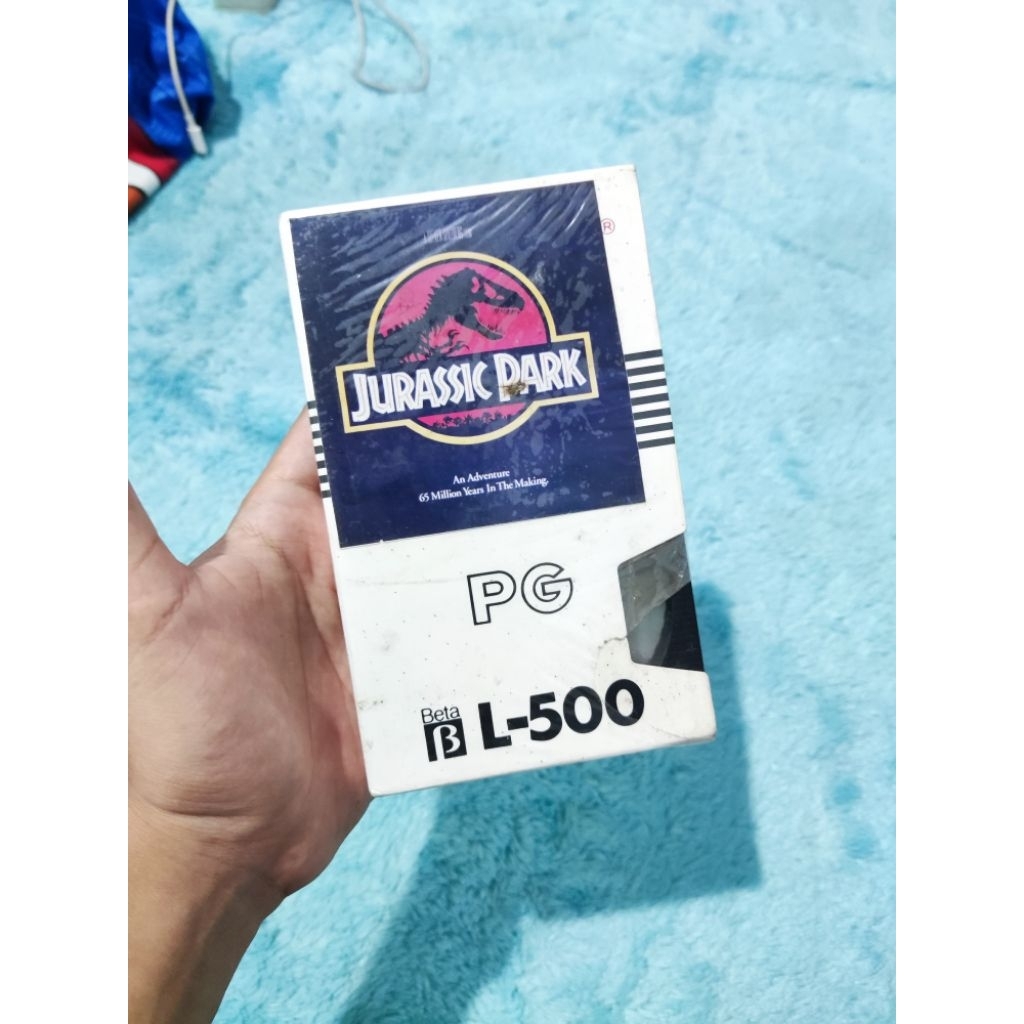 ®
JURASSIC PARK
An Adventure
65 Million Years In The Making.
PG
Beta
β L-500